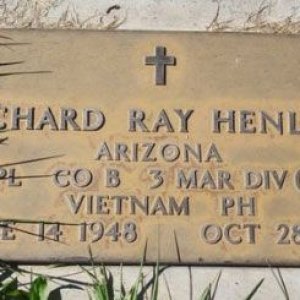 CHARD RAY HENL
ARIZONA
PL CO B 3 MAR DIV
VIETNAM PH
E 14 1948 OCT 28